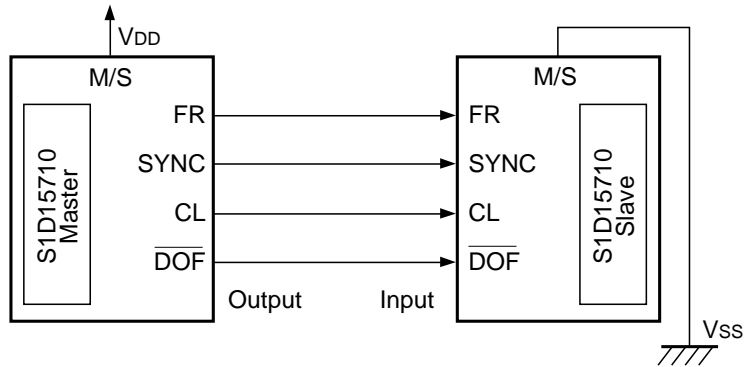 VDD
M/S
FR
SYNC
CL
DOF
S1D15710
Master
Output
Input
M/S
FR
SYNC
CL
DOF
S1D15710
Slave
VSS